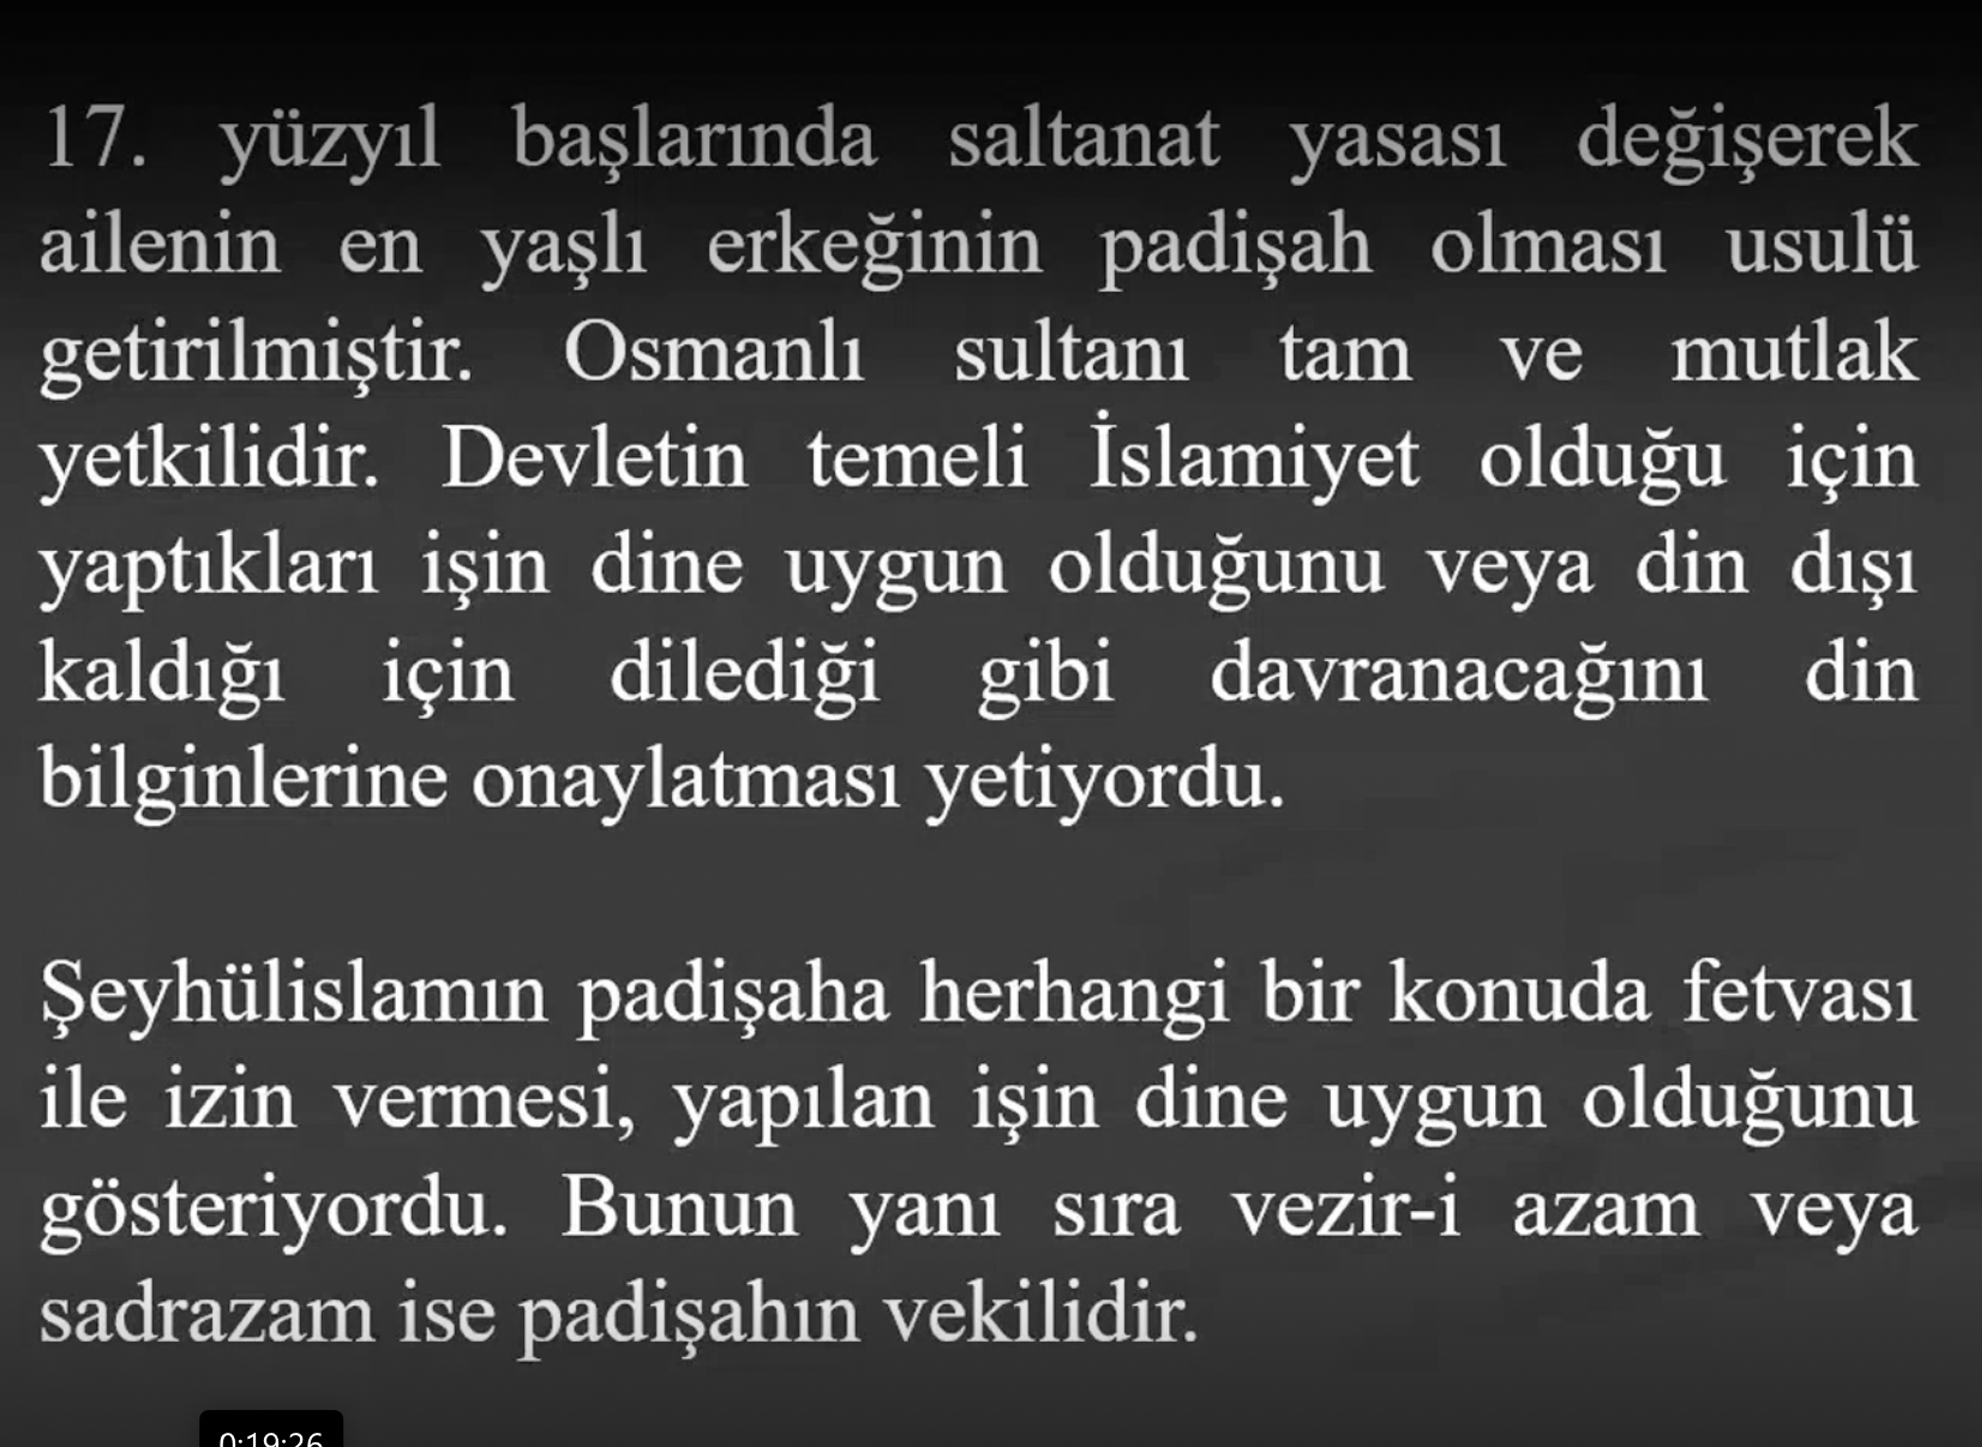 17. yüzyıl başlarında saltanat yasası değişerek
ailenin en yaşlı erkeğinin padişah olması usulü
getirilmiştir. Osmanlı sultanı tam ve mutlak
yetkilidir. Devletin temeli İslamiyet olduğu için
yaptıkları işin dine uygun olduğunu veya din dışı
kaldığı için dilediği gibi davranacağını din
bilginlerine onaylatması yetiyordu.
Şeyhülislamın padişaha herhangi bir konuda fetvası
ile izin vermesi, yapılan işin dine uygun olduğunu
gösteriyordu. Bunun yanı sıra vezir-i azam veya
sadrazam ise padişahın vekilidir.
0:19:26